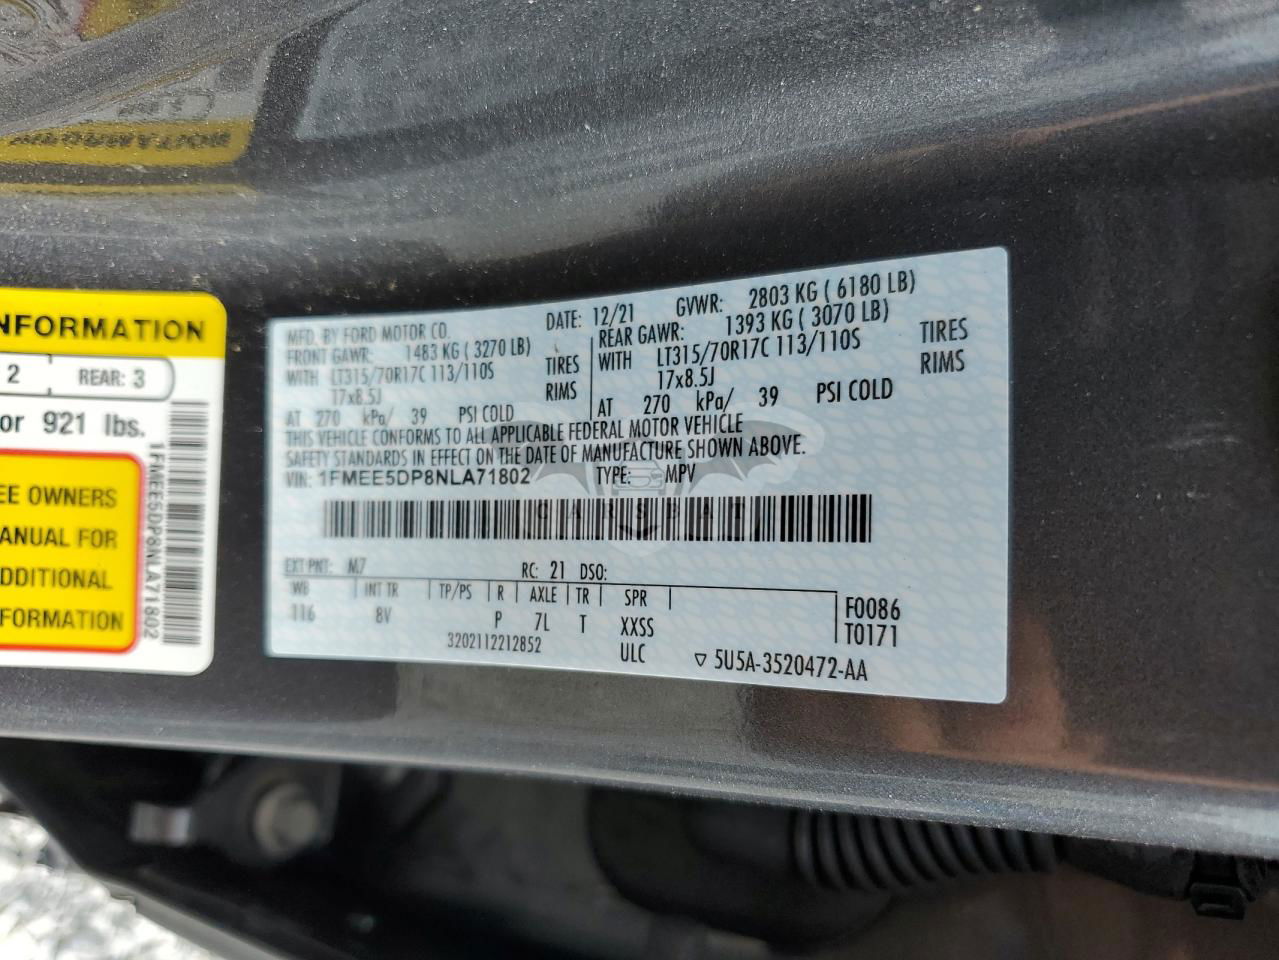 NFORMATION
2 REAR: 3
or 921 lbs.
EE OWNERS
ANUAL FOR
DDITIONAL
FORMATION
1FMEE5DP8NLA71802
MFD. BY FORD MOTOR CO.
DATE: 12/21 GVWR: 2803 KG ( 6180 LB)
FRONT GAWR: 1483 KG ( 3270 LB)
REAR GAWR: 1393 KG ( 3070 LB)
WITH LT315/70R17C 113/110S TIRES
WITH LT315/70R17C 113/110S TIRES
17x8.5J RIMS
17x8.5J RIMS
AT 270 kPa/ 39 PSI COLD
AT 270 kPa/ 39 PSI COLD
THIS VEHICLE CONFORMS TO ALL APPLICABLE FEDERAL MOTOR VEHICLE
SAFETY STANDARDS IN EFFECT ON THE DATE OF MANUFACTURE SHOWN ABOVE.
VIN: 1FMEE5DP8NLA71802 TYPE: MPV
CARSBAT
EXT PNT: M7 RC: 21 DSO:
WB INT TR TP/PS R AXLE TR SPR
116 8V P 7L T XXSS
F0086
T0171
3202112212852 ULC
5U5A-3520472-AA